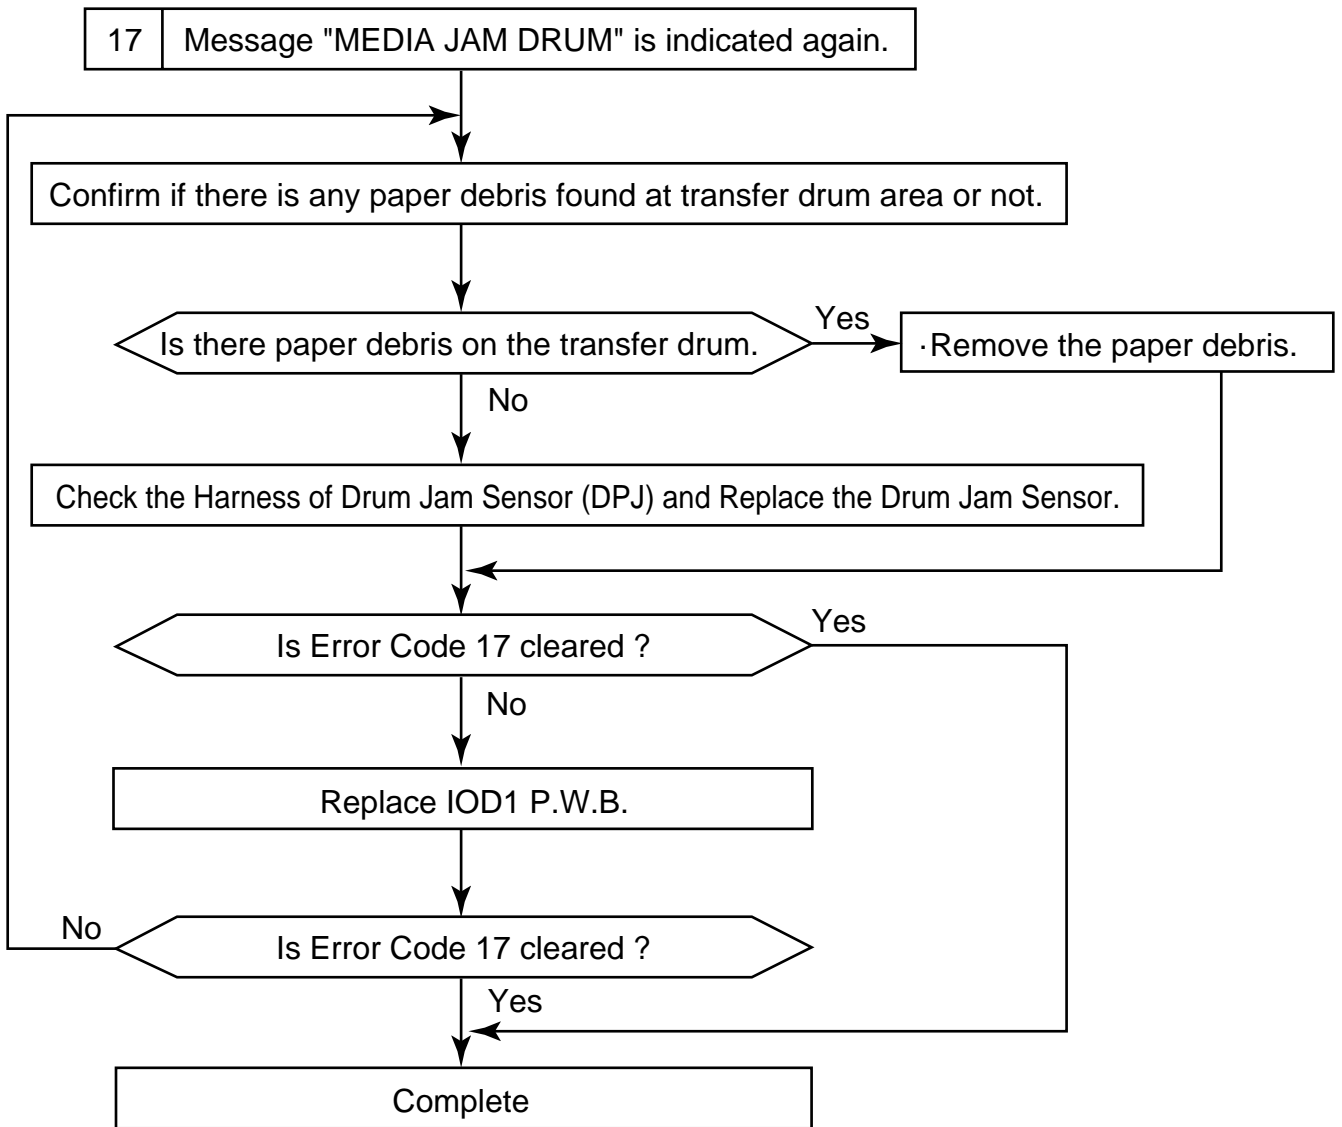 17 Message "MEDIA JAM DRUM" is indicated again.
Confirm if there is any paper debris found at transfer drum area or not.
Is there paper debris on the transfer drum.
Yes
·Remove the paper debris.
No
Check the Harness of Drum Jam Sensor (DPJ) and Replace the Drum Jam Sensor.
Is Error Code 17 cleared ?
Yes
No
Replace IOD1 P.W.B.
No
Is Error Code 17 cleared ?
Yes
Complete